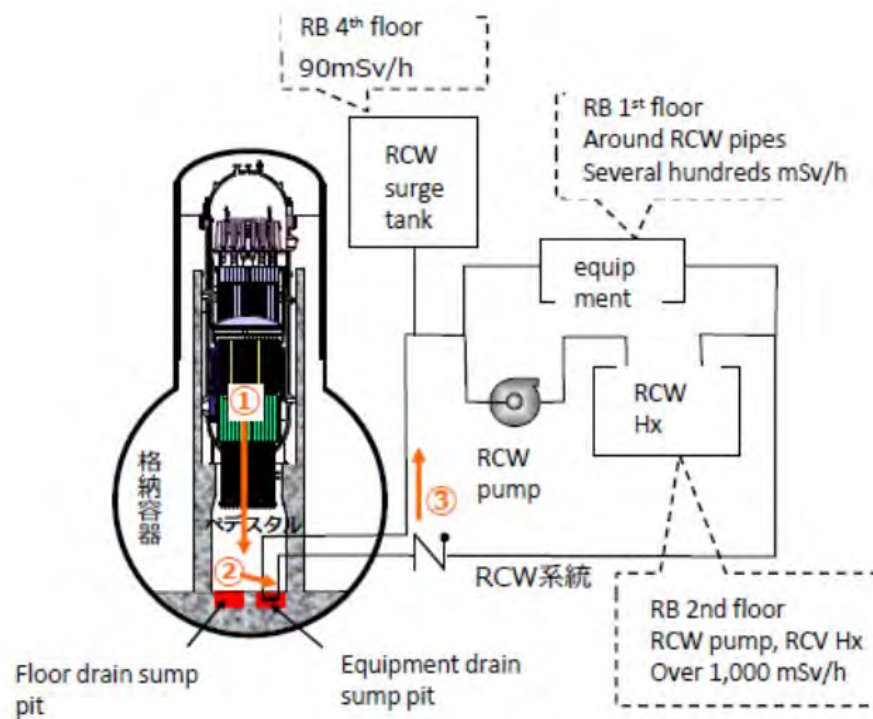 RB 4th floor
90mSv/h
RCW
surge
tank
RB 1st floor
Around RCW pipes
Several hundreds mSv/h
equip
ment
RCW
Hx
RCW
pump
①
格納容器
ペデスタル
③
②
RCW系統
RB 2nd floor
RCW pump, RCV Hx
Over 1,000 mSv/h
Floor drain sump
pit
Equipment drain
sump pit